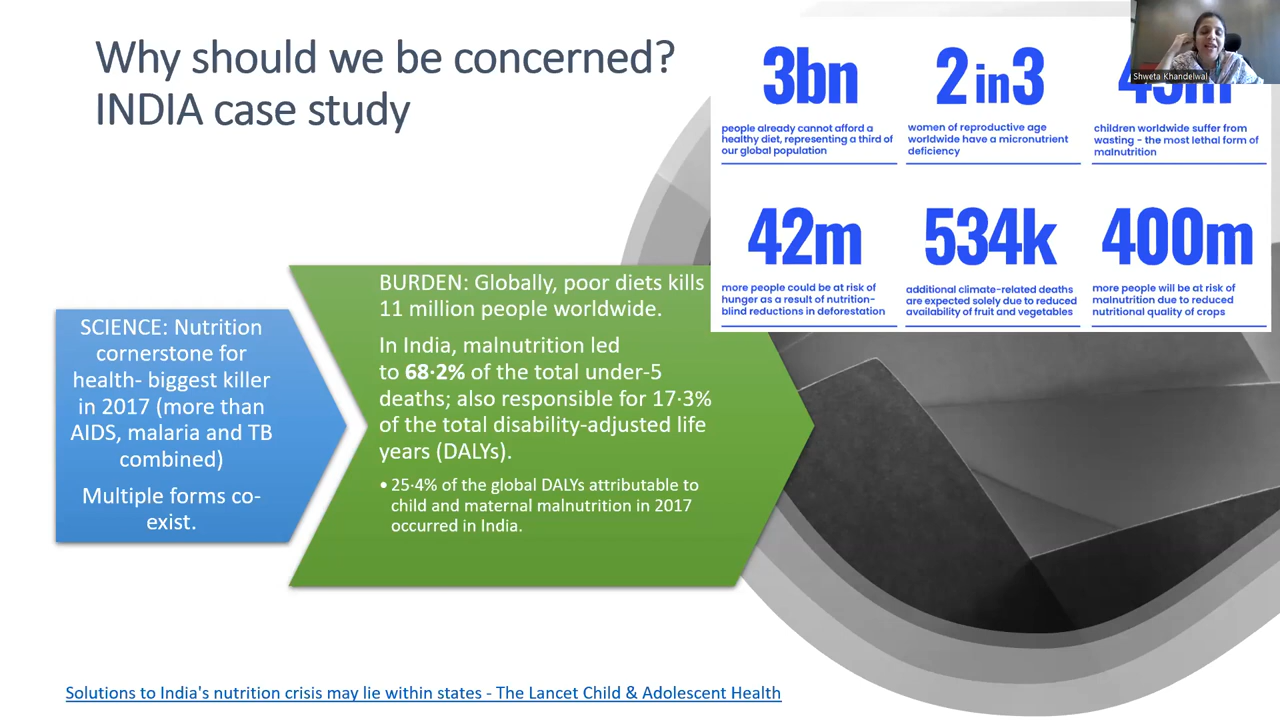 Why should we be concerned?
INDIA case study
Shweta Khandelwal
3bn
people already cannot afford a
healthy diet, representing a third of
our global population
2 in 3
women of reproductive age
worldwide have a micronutrient
deficiency
children worldwide suffer from
wasting - the most lethal form of
malnutrition
42m
more people could be at risk of
hunger as a result of nutrition-
blind reductions in deforestation
534k
additional climate-related deaths
are expected solely due to reduced
availability of fruit and vegetables
400m
more people will be at risk of
malnutrition due to reduced
nutritional quality of crops
SCIENCE: Nutrition
cornerstone for
health- biggest killer
in 2017 (more than
AIDS, malaria and TB
combined)
Multiple forms co-
exist.
BURDEN: Globally, poor diets kills
11 million people worldwide.
In India, malnutrition led
to 68·2% of the total under-5
deaths; also responsible for 17·3%
of the total disability-adjusted life
years (DALYs).
• 25·4% of the global DALYs attributable to
child and maternal malnutrition in 2017
occurred in India.
Solutions to India's nutrition crisis may lie within states - The Lancet Child & Adolescent Health